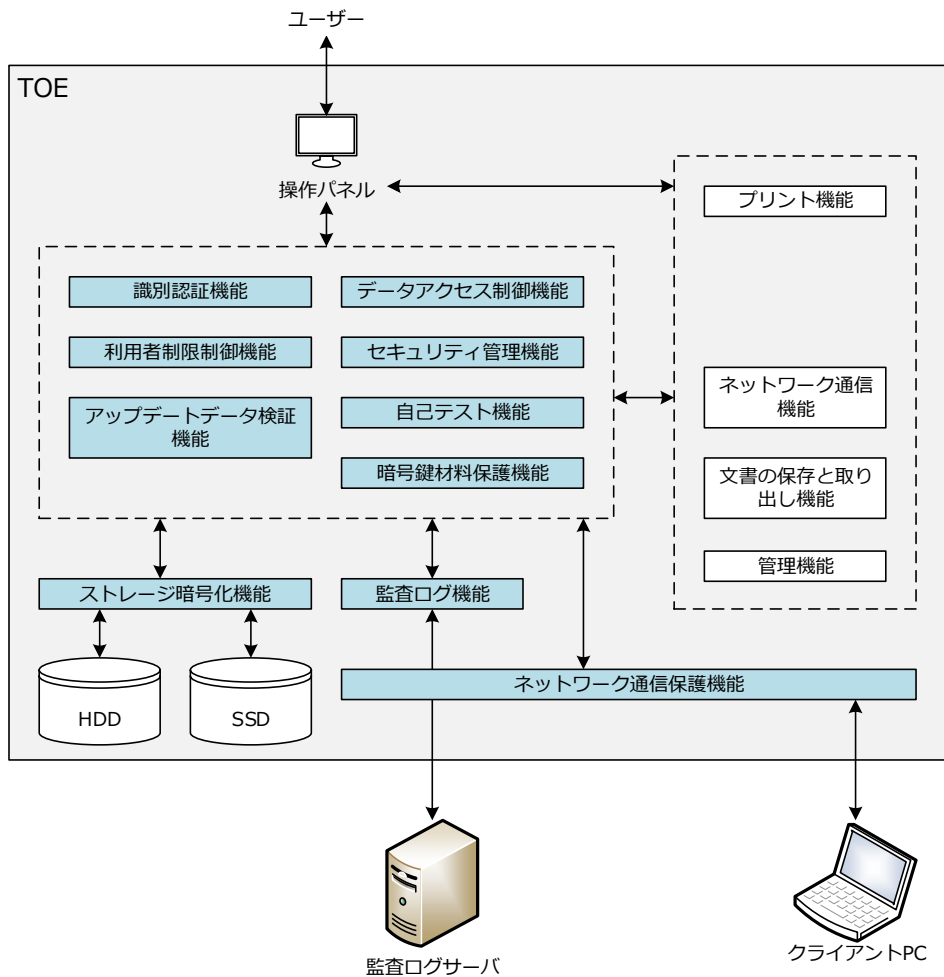 ユーザー
TOE
操作パネル
プリント機能
識別認証機能
データアクセス制御機能
利用者制限制御機能
セキュリティ管理機能
ネットワーク通信
機能
アップデートデータ検証
機能
自己テスト機能
暗号鍵材料保護機能
文書の保存と取り
出し機能
管理機能
ストレージ暗号化機能
監査ログ機能
ネットワーク通信保護機能
HDD
SSD
監査ログサーバ
クライアントPC